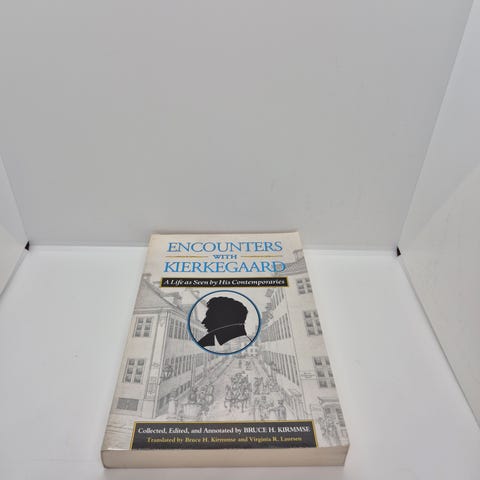 ENCOUNTERS
WITH
KIERKEGAARD
A Life as Seen by His Contemporaries
Collected, Edited, and Annotated by BRUCE H. KIRMMSE
Translated by Bruce H. Kirmmse and Virginia R. Laursen